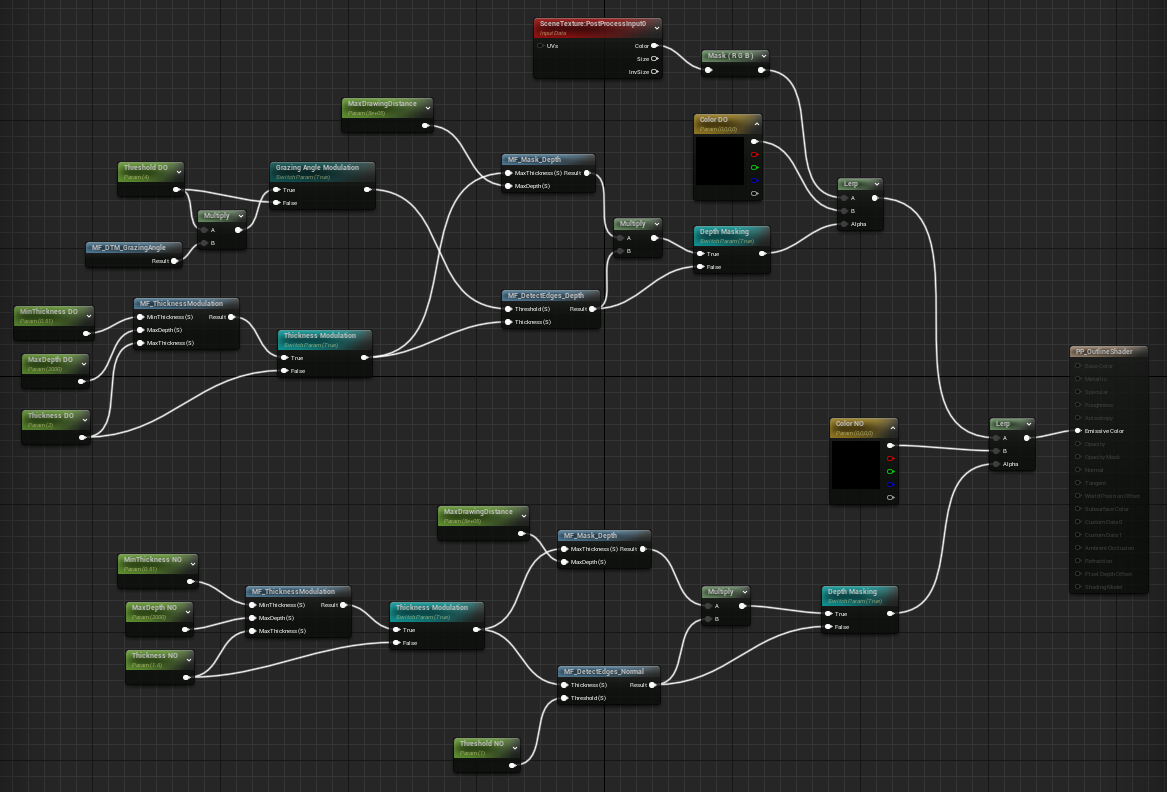 SceneTexture:PostProcessInput0
Input Data
UVs
Color
Size
InvSize
Mask ( R G B )
MaxDrawingDistance
Param (3e+05)
Color DO
Param (0,0,0,0)
Threshold DO
Param (4)
Grazing Angle Modulation
Switch Param (True)
True
False
MF_Mask_Depth
MaxThickness (S) Result
MaxDepth (S)
Lerp
A
B
Alpha
Multiply
A
B
MF_DTM_GrazingAngle
Result
Multiply
A
B
Depth Masking
Switch Param (True)
True
False
MF_DetectEdges_Depth
Threshold (S) Result
Thickness (S)
MinThickness DO
Param (0.81)
MF_ThicknessModulation
MinThickness (S) Result
MaxDepth (S)
MaxThickness (S)
Thickness Modulation
Switch Param (True)
True
False
MaxDepth DO
Param (2000)
Thickness DO
Param (2)
PP_OutlineShader
Base Color
Metallic
Specular
Roughness
Anisotropy
Emissive Color
Opacity
Opacity Mask
Normal
Tangent
World Position Offset
Subsurface Color
Custom Data 0
Custom Data 1
Ambient Occlusion
Refraction
Pixel Depth Offset
Shading Model
Color NO
Param (0,0,0,0)
Lerp
A
B
Alpha
MaxDrawingDistance
Param (3e+05)
MF_Mask_Depth
MaxThickness (S) Result
MaxDepth (S)
MinThickness NO
Param (0.81)
MF_ThicknessModulation
MinThickness (S) Result
MaxDepth (S)
MaxThickness (S)
MaxDepth NO
Param (2000)
Thickness NO
Param (1.6)
Thickness Modulation
Switch Param (True)
True
False
Multiply
A
B
Depth Masking
Switch Param (True)
True
False
MF_DetectEdges_Normal
Thickness (S) Result
Threshold (S)
Threshold NO
Param (1)